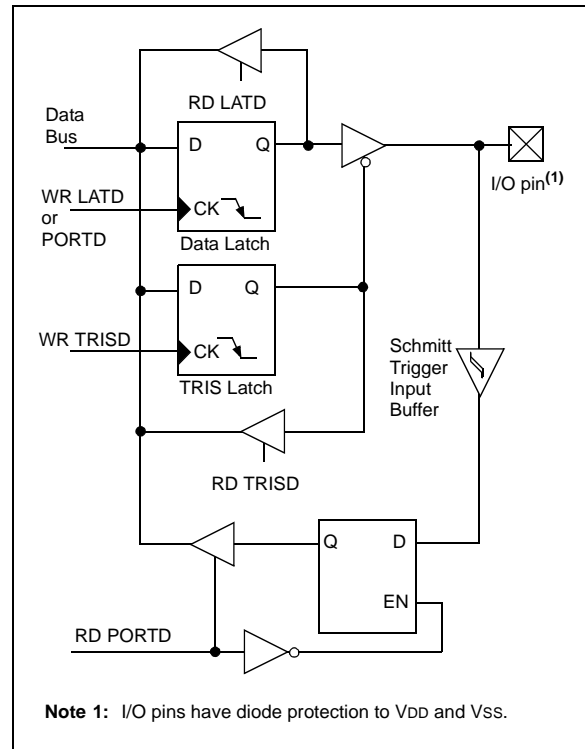 RD LATD
Data
Bus
D Q
WR LATD
or
PORTD
CK
Data Latch
I/O pin(1)
D Q
WR TRISD
CK
TRIS Latch
Schmitt
Trigger
Input
Buffer
RD TRISD
Q D
EN
RD PORTD
Note 1: I/O pins have diode protection to VDD and VSS.